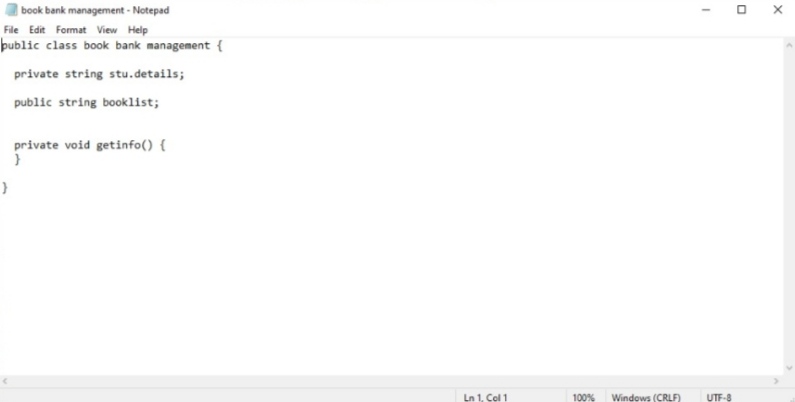 book bank management - Notepad
File Edit Format View Help
public class book bank management {
private string stu.details;
public string booklist;
private void getinfo() {
}
}
Ln 1, Col 1 100% Windows (CRLF) UTF-8